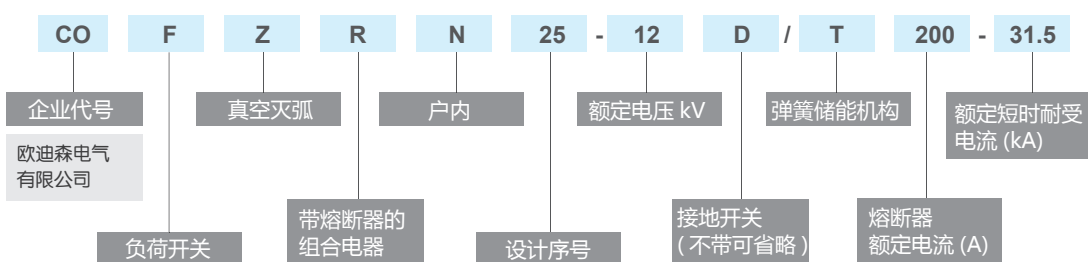 CO F Z R N 25 - 12 D / T 200 - 31.5
企业代号
真空灭弧
户内
额定电压 kV
弹簧储能机构
额定短时耐受
电流 (kA)
欧迪森电气
有限公司
负荷开关
带熔断器的
组合电器
设计序号
接地开关
( 不带可省略 )
熔断器
额定电流 (A)